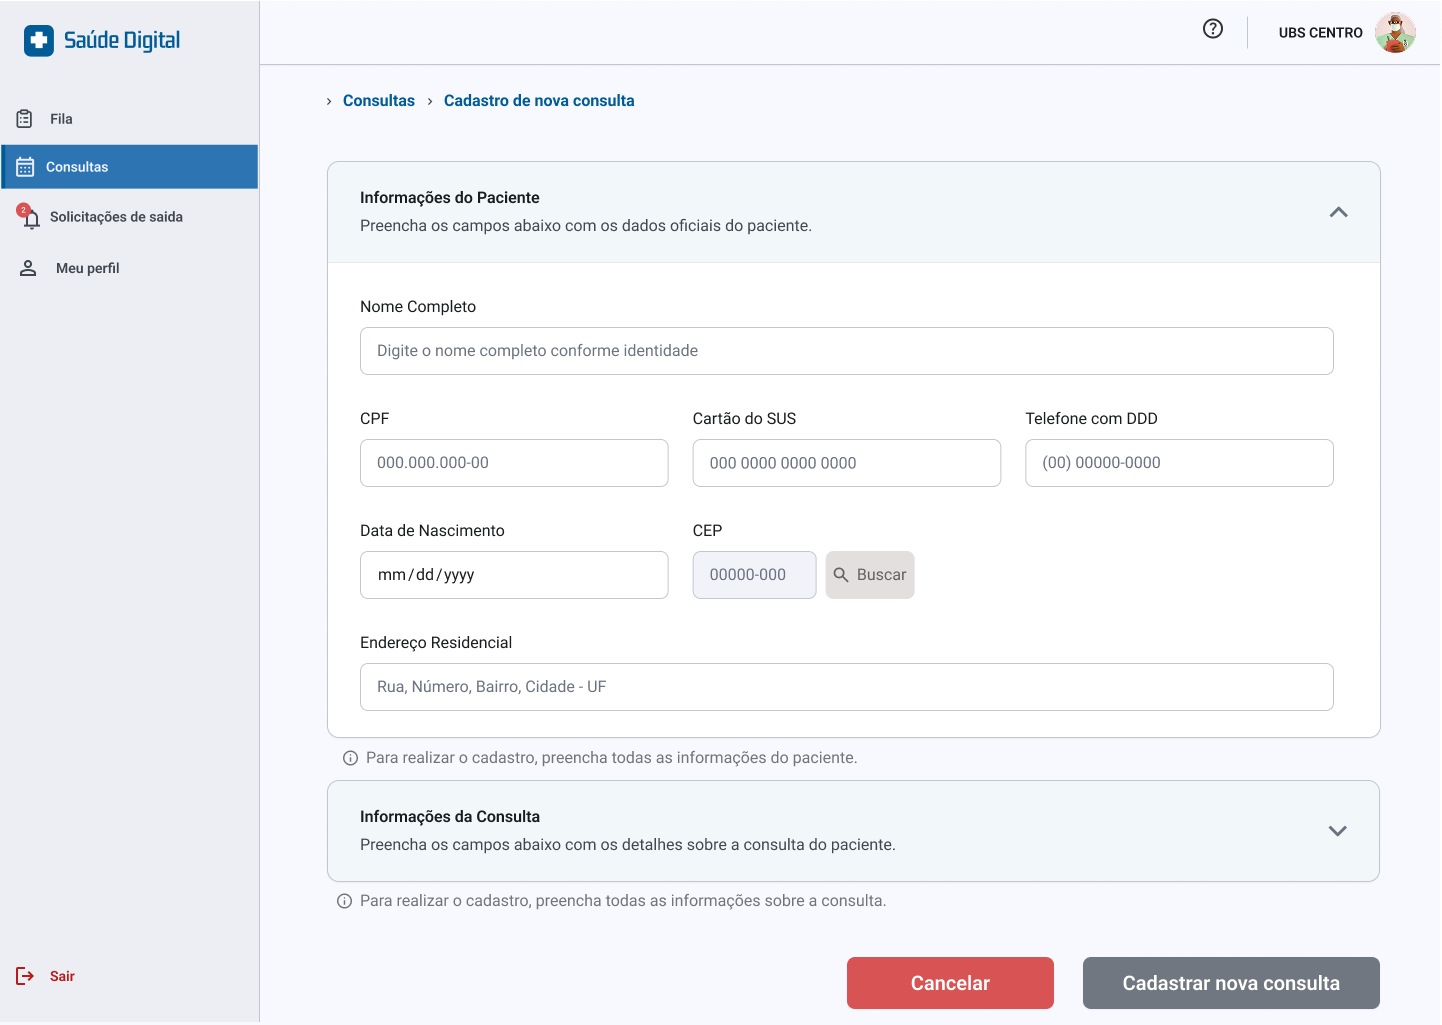 Saúde Digital
UBS CENTRO
Fila
Consultas
2
Solicitações de saida
Meu perfil
Sair
› Consultas › Cadastro de nova consulta
Informações do Paciente
Preencha os campos abaixo com os dados oficiais do paciente.
Nome Completo
Digite o nome completo conforme identidade
CPF
000.000.000-00
Cartão do SUS
000 0000 0000 0000
Telefone com DDD
(00) 00000-0000
Data de Nascimento
mm/dd/yyyy
CEP
00000-000
Buscar
Endereço Residencial
Rua, Número, Bairro, Cidade - UF
Para realizar o cadastro, preencha todas as informações do paciente.
Informações da Consulta
Preencha os campos abaixo com os detalhes sobre a consulta do paciente.
Para realizar o cadastro, preencha todas as informações sobre a consulta.
Cancelar
Cadastrar nova consulta